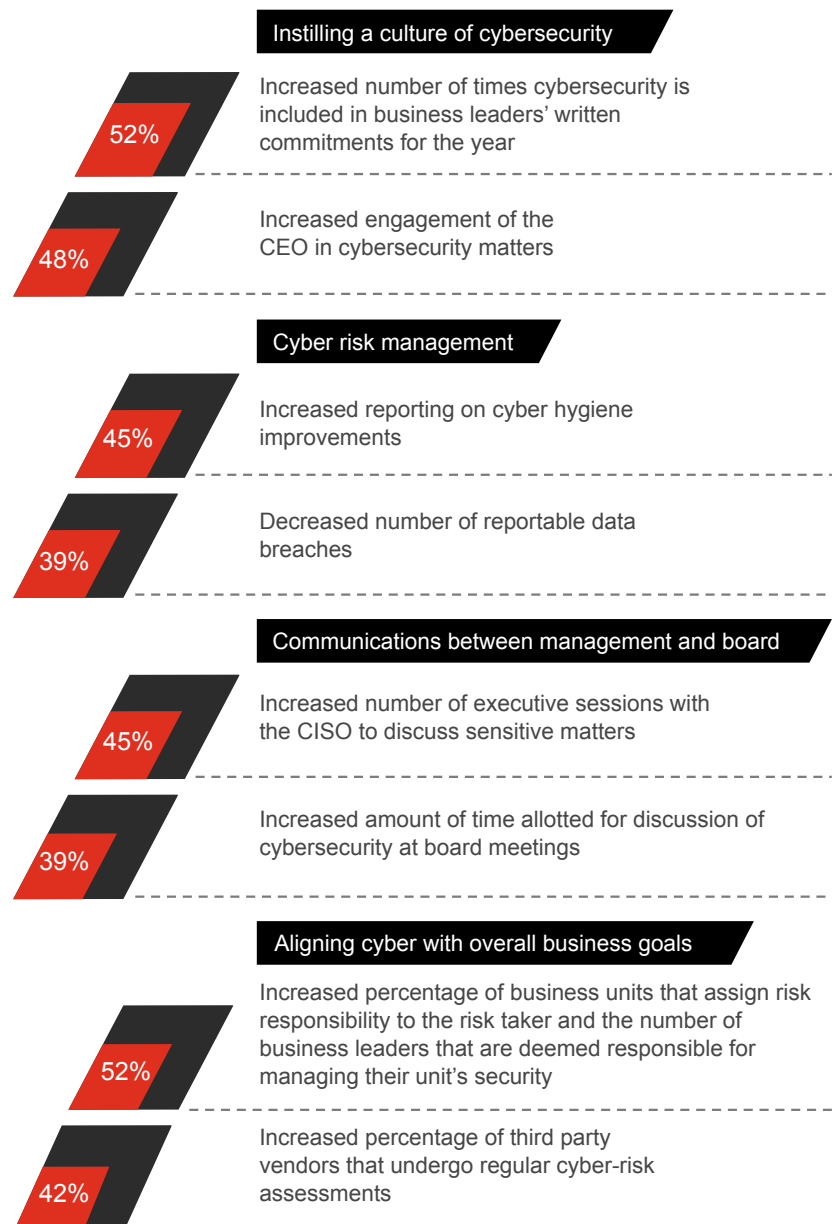 Instilling a culture of cybersecurity
52%
Increased number of times cybersecurity is
included in business leaders’ written
commitments for the year
48%
Increased engagement of the
CEO in cybersecurity matters
Cyber risk management
45%
Increased reporting on cyber hygiene
improvements
39%
Decreased number of reportable data
breaches
Communications between management and board
45%
Increased number of executive sessions with
the CISO to discuss sensitive matters
39%
Increased amount of time allotted for discussion of
cybersecurity at board meetings
Aligning cyber with overall business goals
52%
Increased percentage of business units that assign risk
responsibility to the risk taker and the number of
business leaders that are deemed responsible for
managing their unit’s security
42%
Increased percentage of third party
vendors that undergo regular cyber-risk
assessments